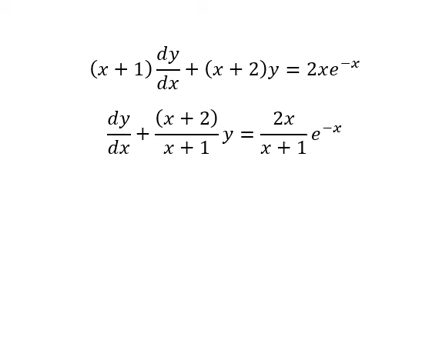 (x + 1) dy/dx + (x + 2)y = 2xe^{-x}
dy/dx + (x + 2)/(x + 1) y = 2x/(x + 1) e^{-x}